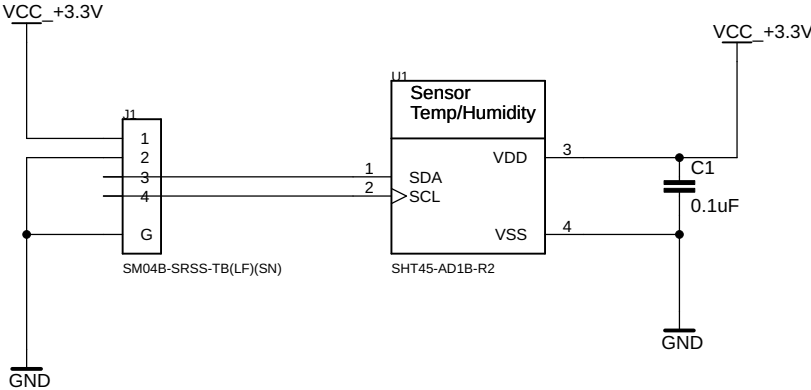 VCC_+3.3V
VCC_+3.3V
U1
Sensor
Temp/Humidity
J1
1
2
3
4
G
1
2
SDA
SCL
VDD
VSS
3
4
C1
0.1uF
SM04B-SRSS-TB(LF)(SN)
SHT45-AD1B-R2
GND
GND